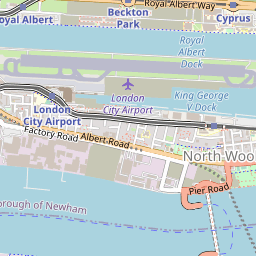 Royal Albert Way
Beckton
Park
Cyprus
Royal Albert
Royal
Albert
Dock
London
City Airport
King George
V Dock
London
City Airport
Factory Road
Albert Road
North Woo
Pier Road
orough of Newham